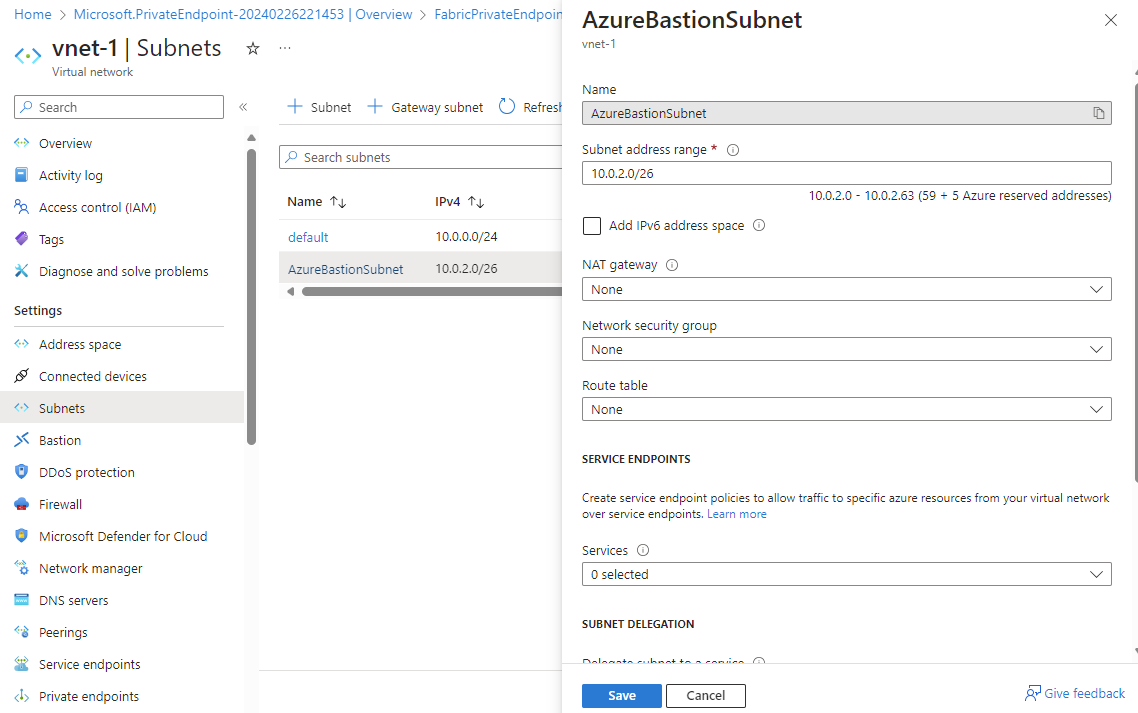 Home > Microsoft.PrivateEndpoint-20240226221453 | Overview > FabricPrivateEndpoin
vnet-1 | Subnets
Virtual network
Search
Overview
Activity log
Access control (IAM)
Tags
Diagnose and solve problems
Settings
Address space
Connected devices
Subnets
Bastion
DDoS protection
Firewall
Microsoft Defender for Cloud
Network manager
DNS servers
Peerings
Service endpoints
Private endpoints
+ Subnet + Gateway subnet Refresh
Search subnets
Name IPv4
default 10.0.0.0/24
AzureBastionSubnet 10.0.2.0/26
AzureBastionSubnet
vnet-1
Name
AzureBastionSubnet
Subnet address range *
10.0.2.0/26
10.0.2.0 - 10.0.2.63 (59 + 5 Azure reserved addresses)
Add IPv6 address space
NAT gateway
None
Network security group
None
Route table
None
SERVICE ENDPOINTS
Create service endpoint policies to allow traffic to specific azure resources from your virtual network
over service endpoints. Learn more
Services
0 selected
SUBNET DELEGATION
Delegate subnet to a service
Save Cancel
Give feedback